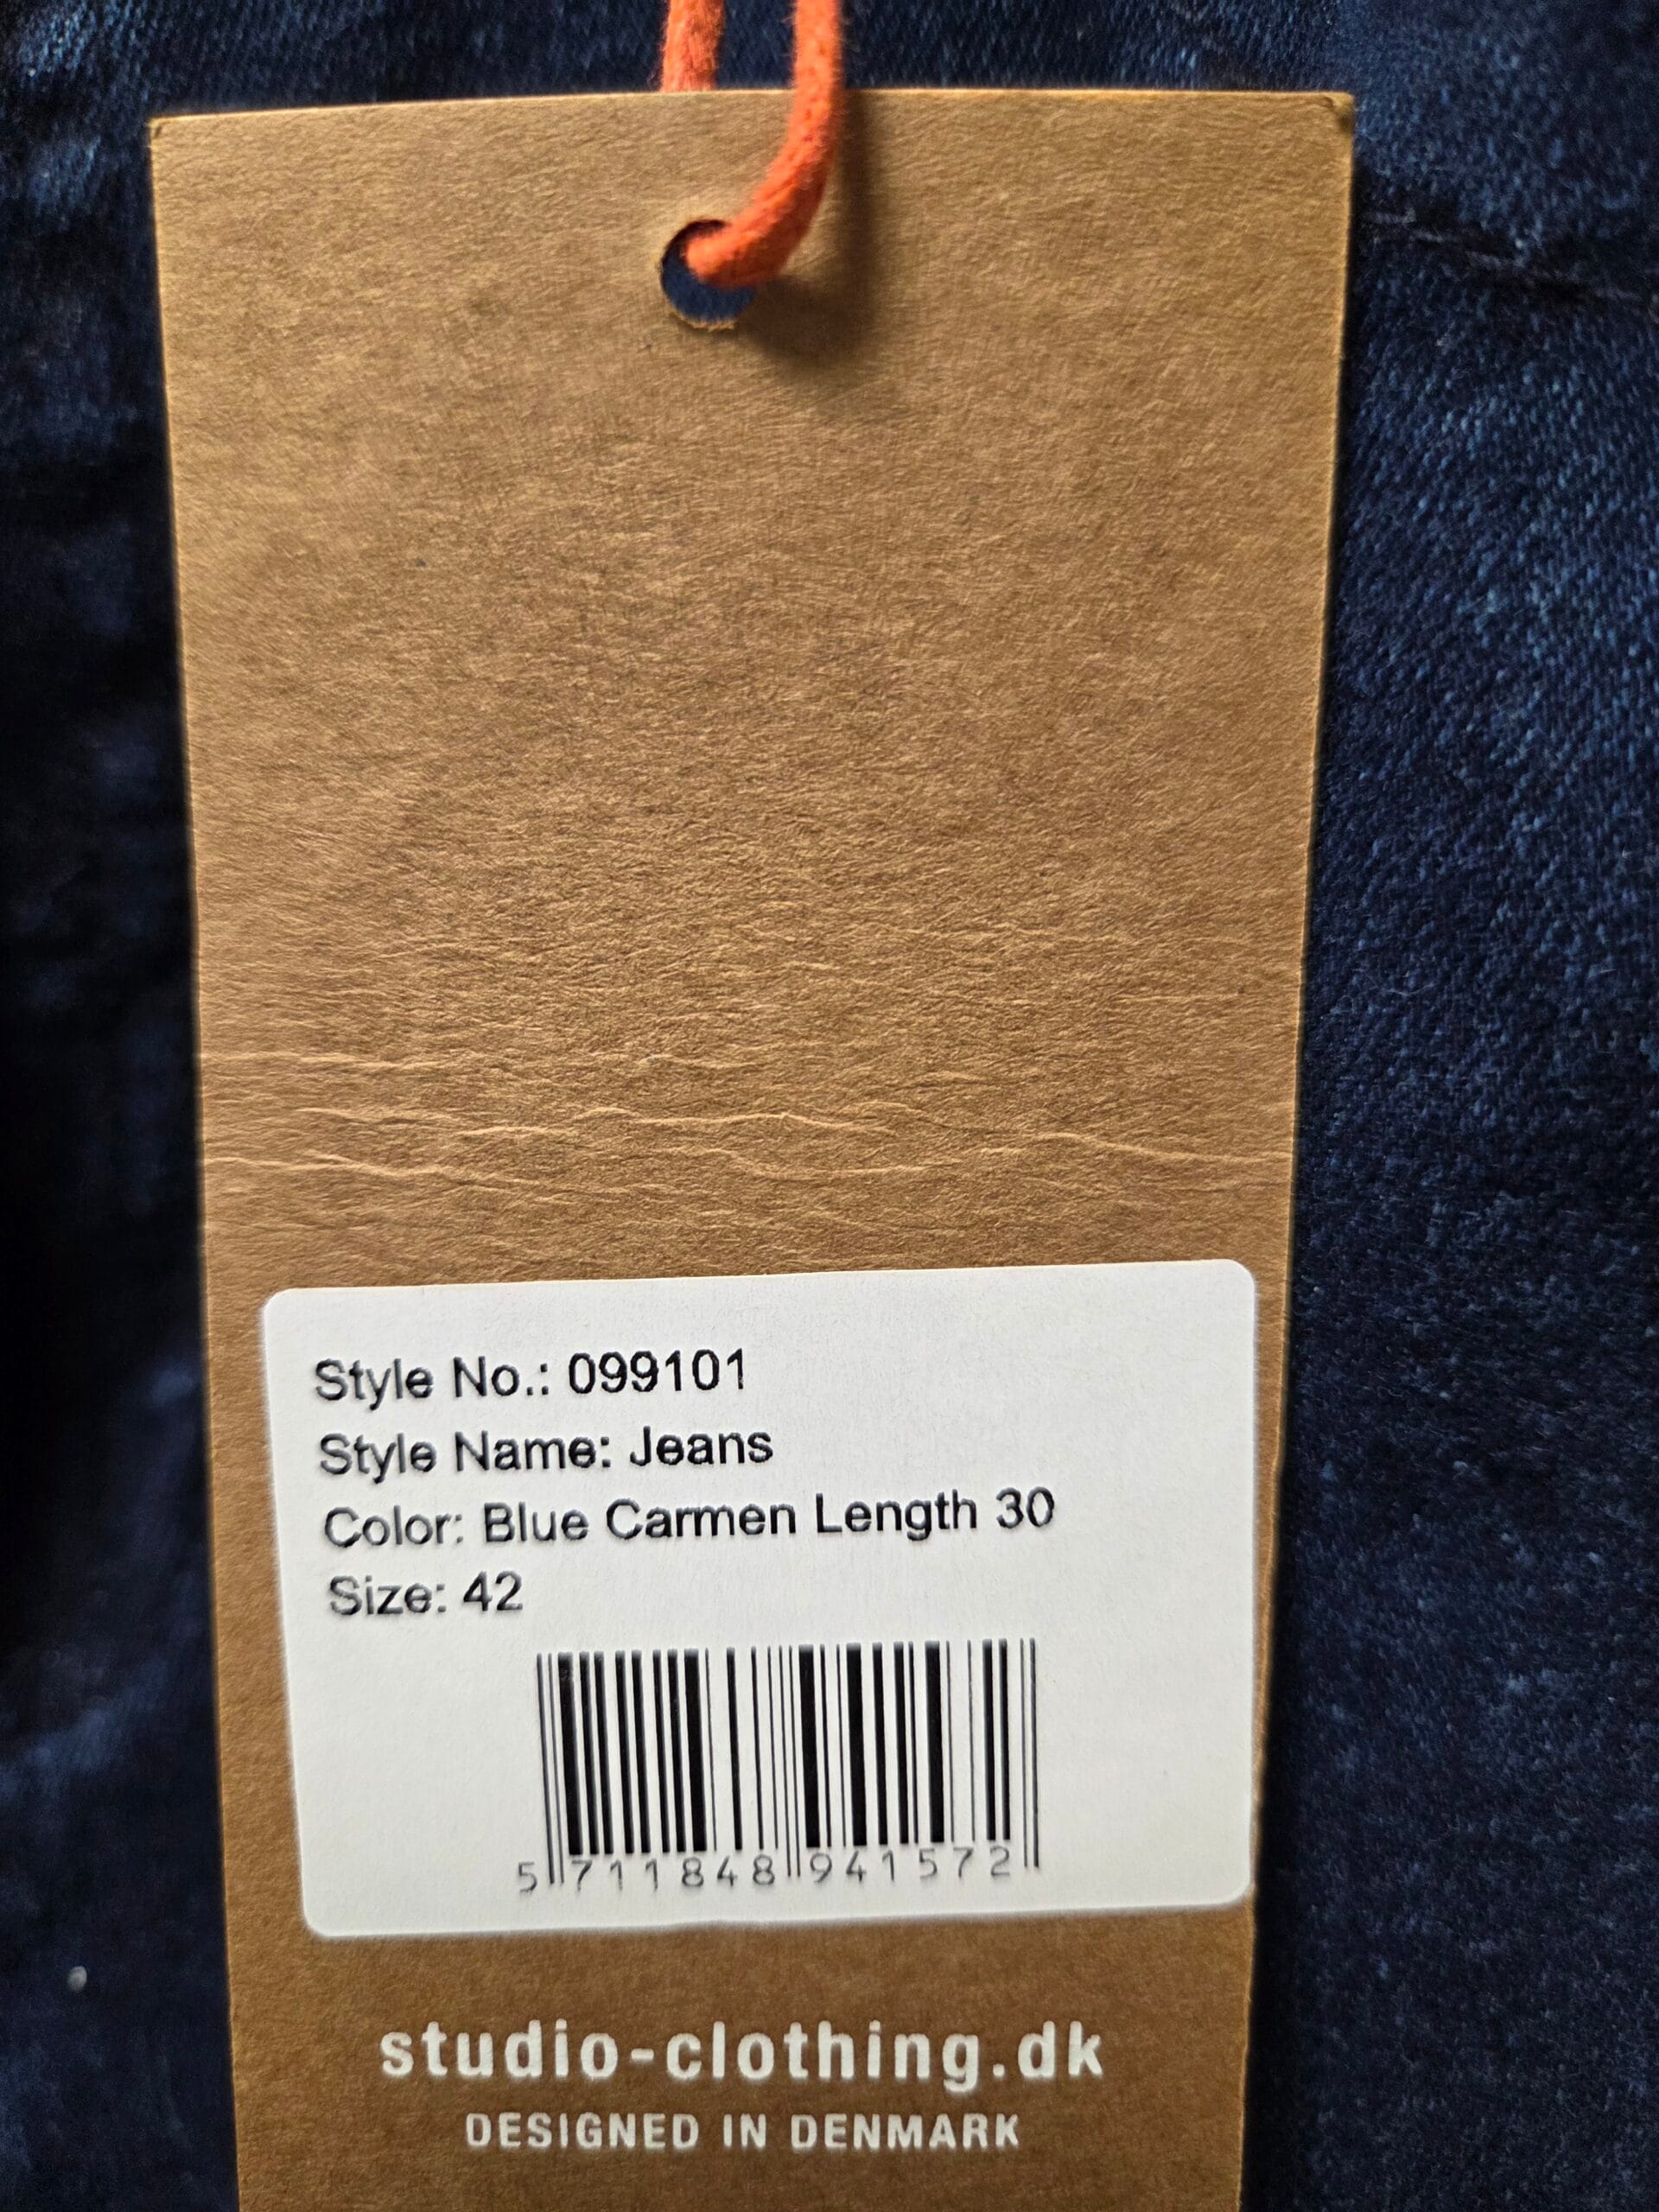 Style No.: 099101
Style Name: Jeans
Color: Blue Carmen Length 30
Size: 42
5 711848 941572
studio-clothing.dk
DESIGNED IN DENMARK